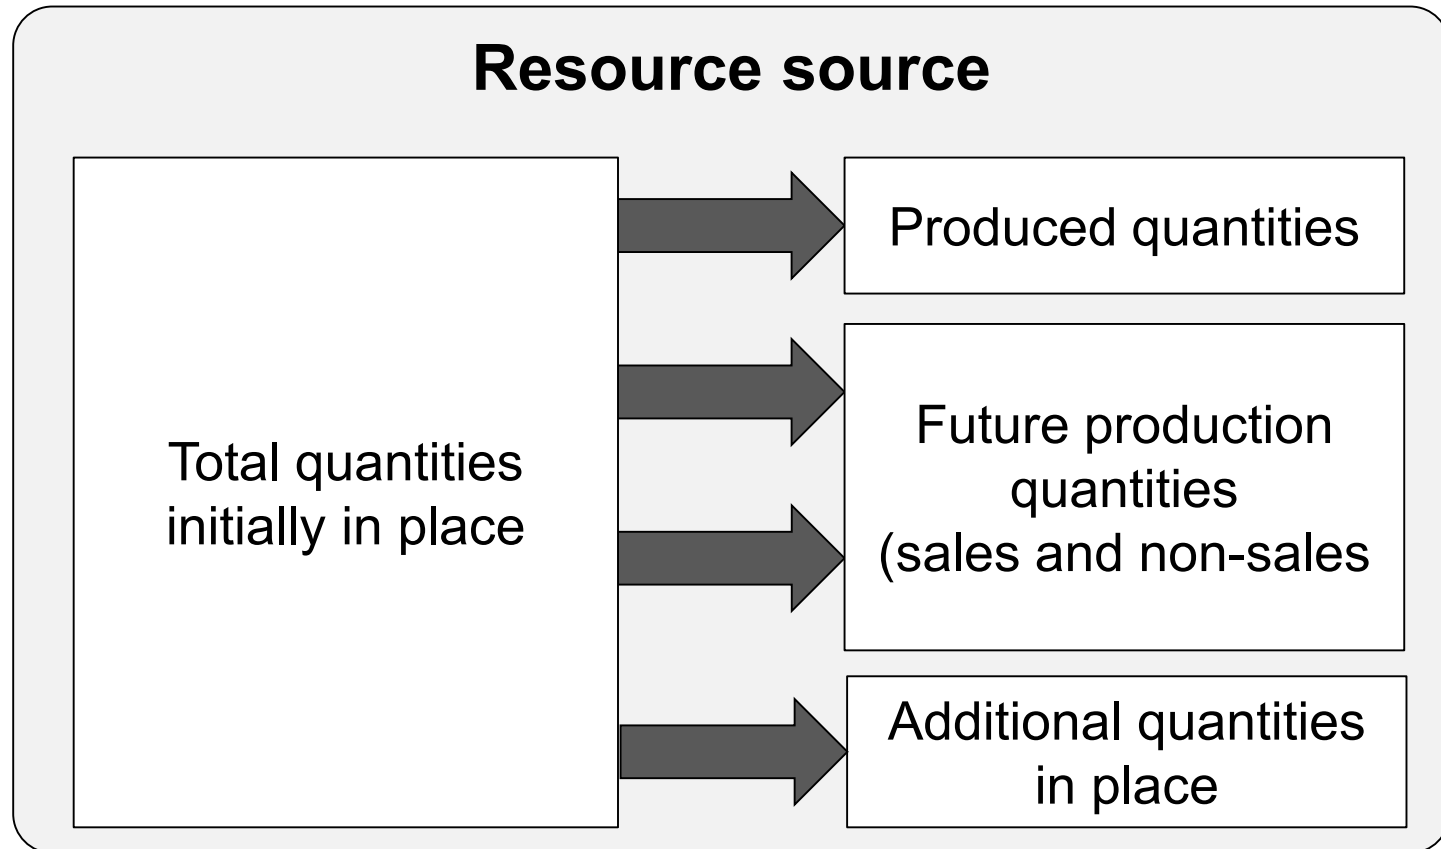 Resource source
Total quantities
initially in place
Produced quantities
Future production
quantities
(sales and non-sales
Additional quantities
in place